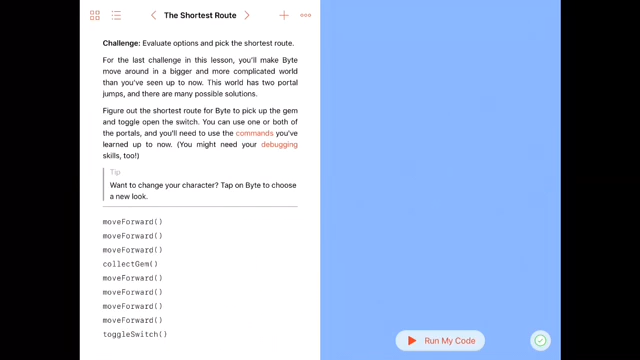 The Shortest Route
Challenge: Evaluate options and pick the shortest route.
For the last challenge in this lesson, you'll make Byte
move around in a bigger and more complicated world
than you've seen up to now. This world has two portal
jumps, and there are many possible solutions.
Figure out the shortest route for Byte to pick up the gem
and toggle open the switch. You can use one or both of
the portals, and you'll need to use the commands you've
learned up to now. (You might need your debugging
skills, too!)
Tip
Want to change your character? Tap on Byte to choose
a new look.
moveForward()
moveForward()
moveForward()
collectGem()
moveForward()
moveForward()
moveForward()
moveForward()
toggleSwitch()
Run My Code